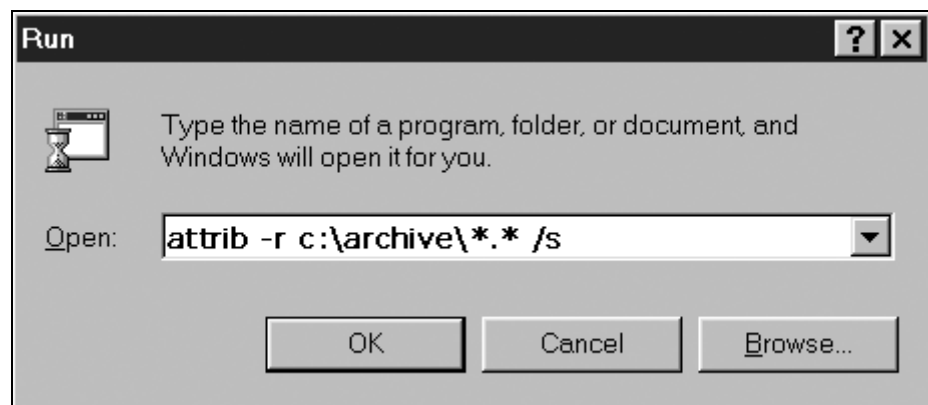 Run
Type the name of a program, folder, or document, and
Windows will open it for you.
Open: attrib -r c:\archive\*.* /s
OK Cancel Browse...